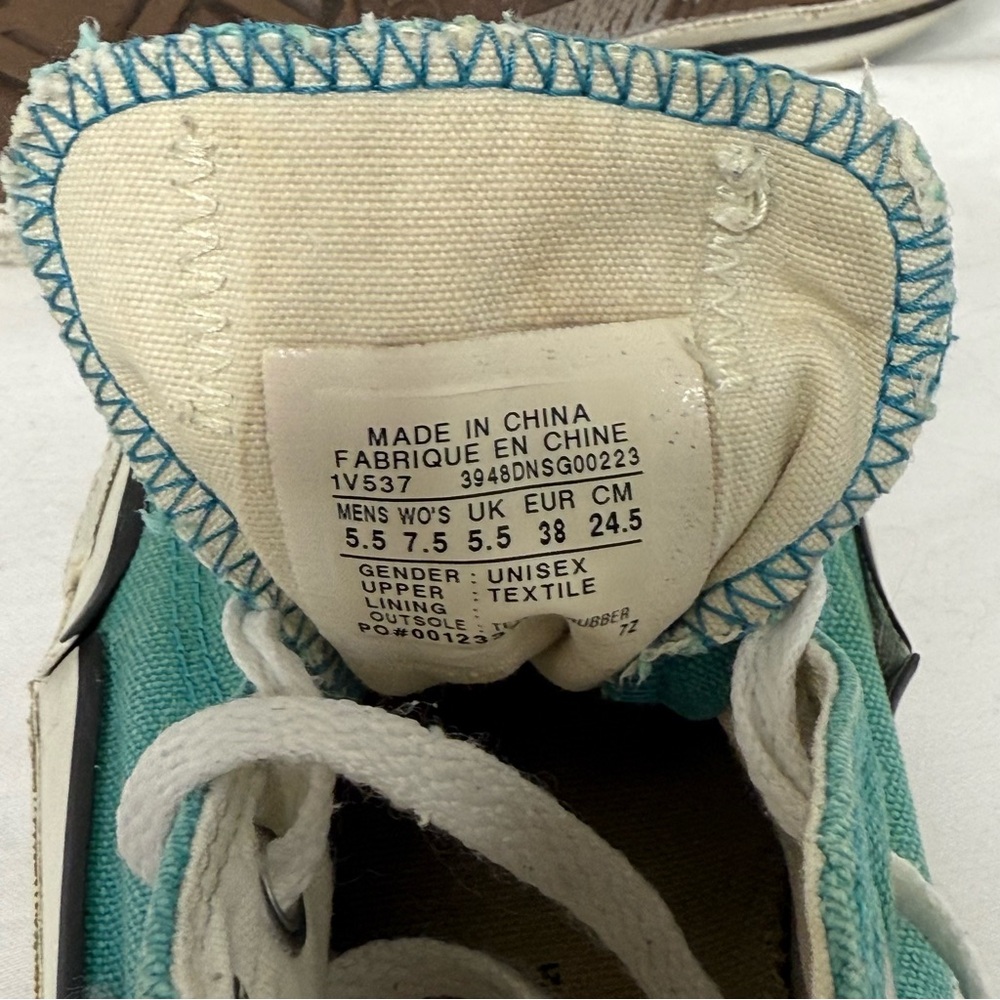 MADE IN CHINA
FABRIQUE EN CHINE
1V537 3948DNSG00223
MENS WO'S UK EUR CM
5.5 7.5 5.5 38 24.5
GENDER : UNISEX
UPPER : TEXTILE
LINING :
OUTSOLE :
72